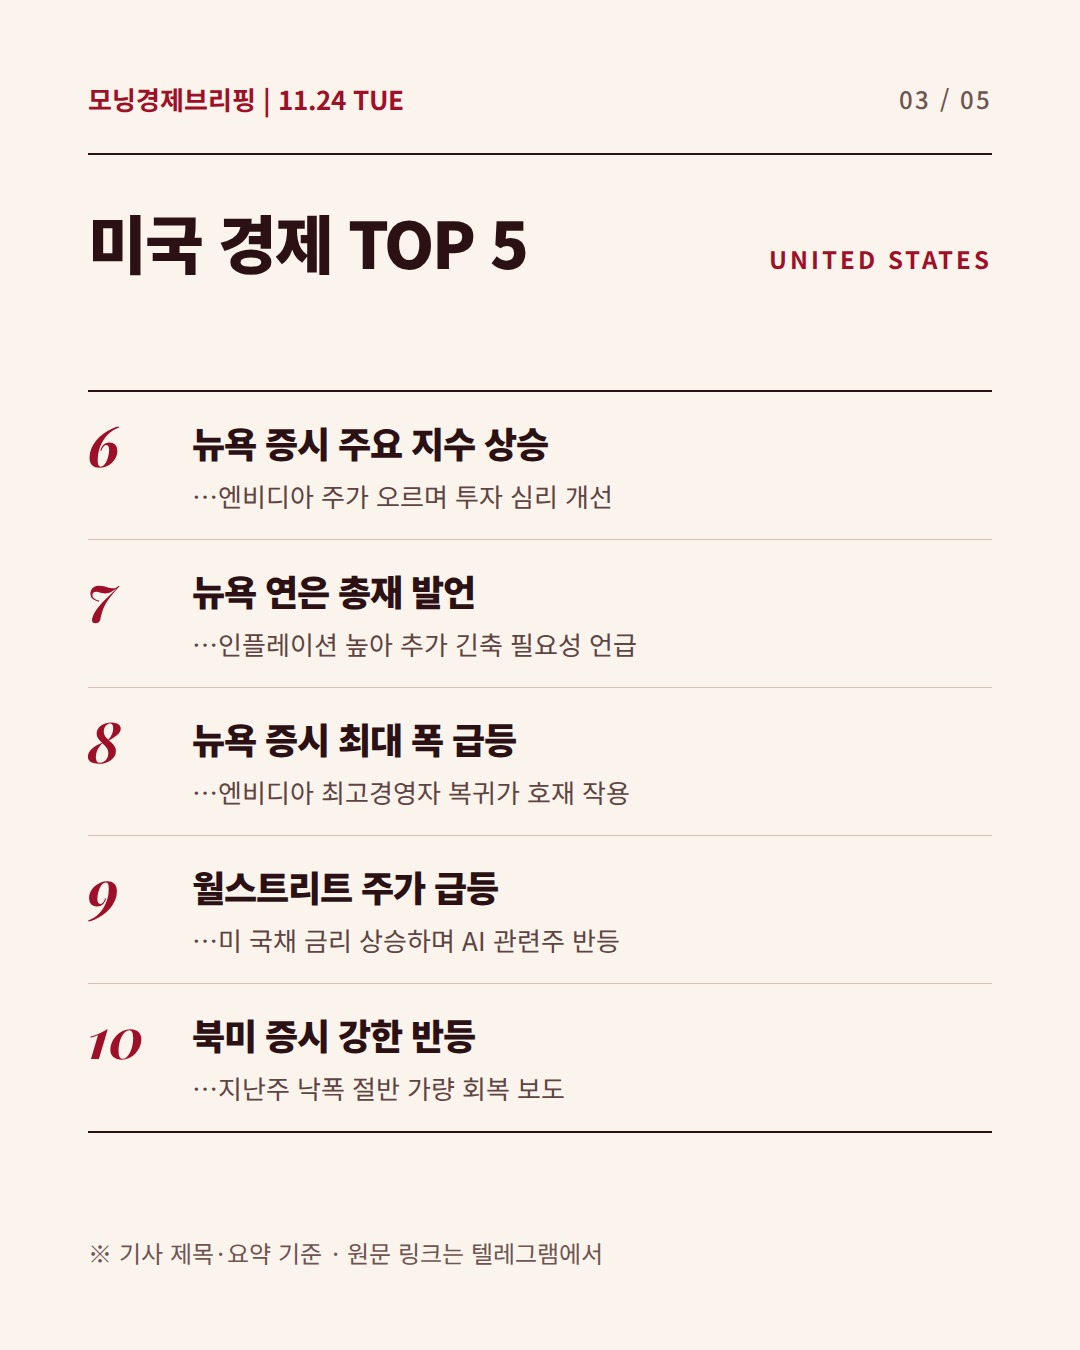 모닝경제브리핑 | 11.24 TUE
03 / 05
미국 경제 TOP 5
UNITED STATES
6
뉴욕 증시 주요 지수 상승
…엔비디아 주가 오르며 투자 심리 개선
7
뉴욕 연은 총재 발언
…인플레이션 높아 추가 긴축 필요성 언급
8
뉴욕 증시 최대 폭 급등
…엔비디아 최고경영자 복귀가 호재 작용
9
월스트리트 주가 급등
…미 국채 금리 상승하며 AI 관련주 반등
10
북미 증시 강한 반등
…지난주 낙폭 절반 가량 회복 보도
※ 기사 제목·요약 기준 · 원문 링크는 텔레그램에서